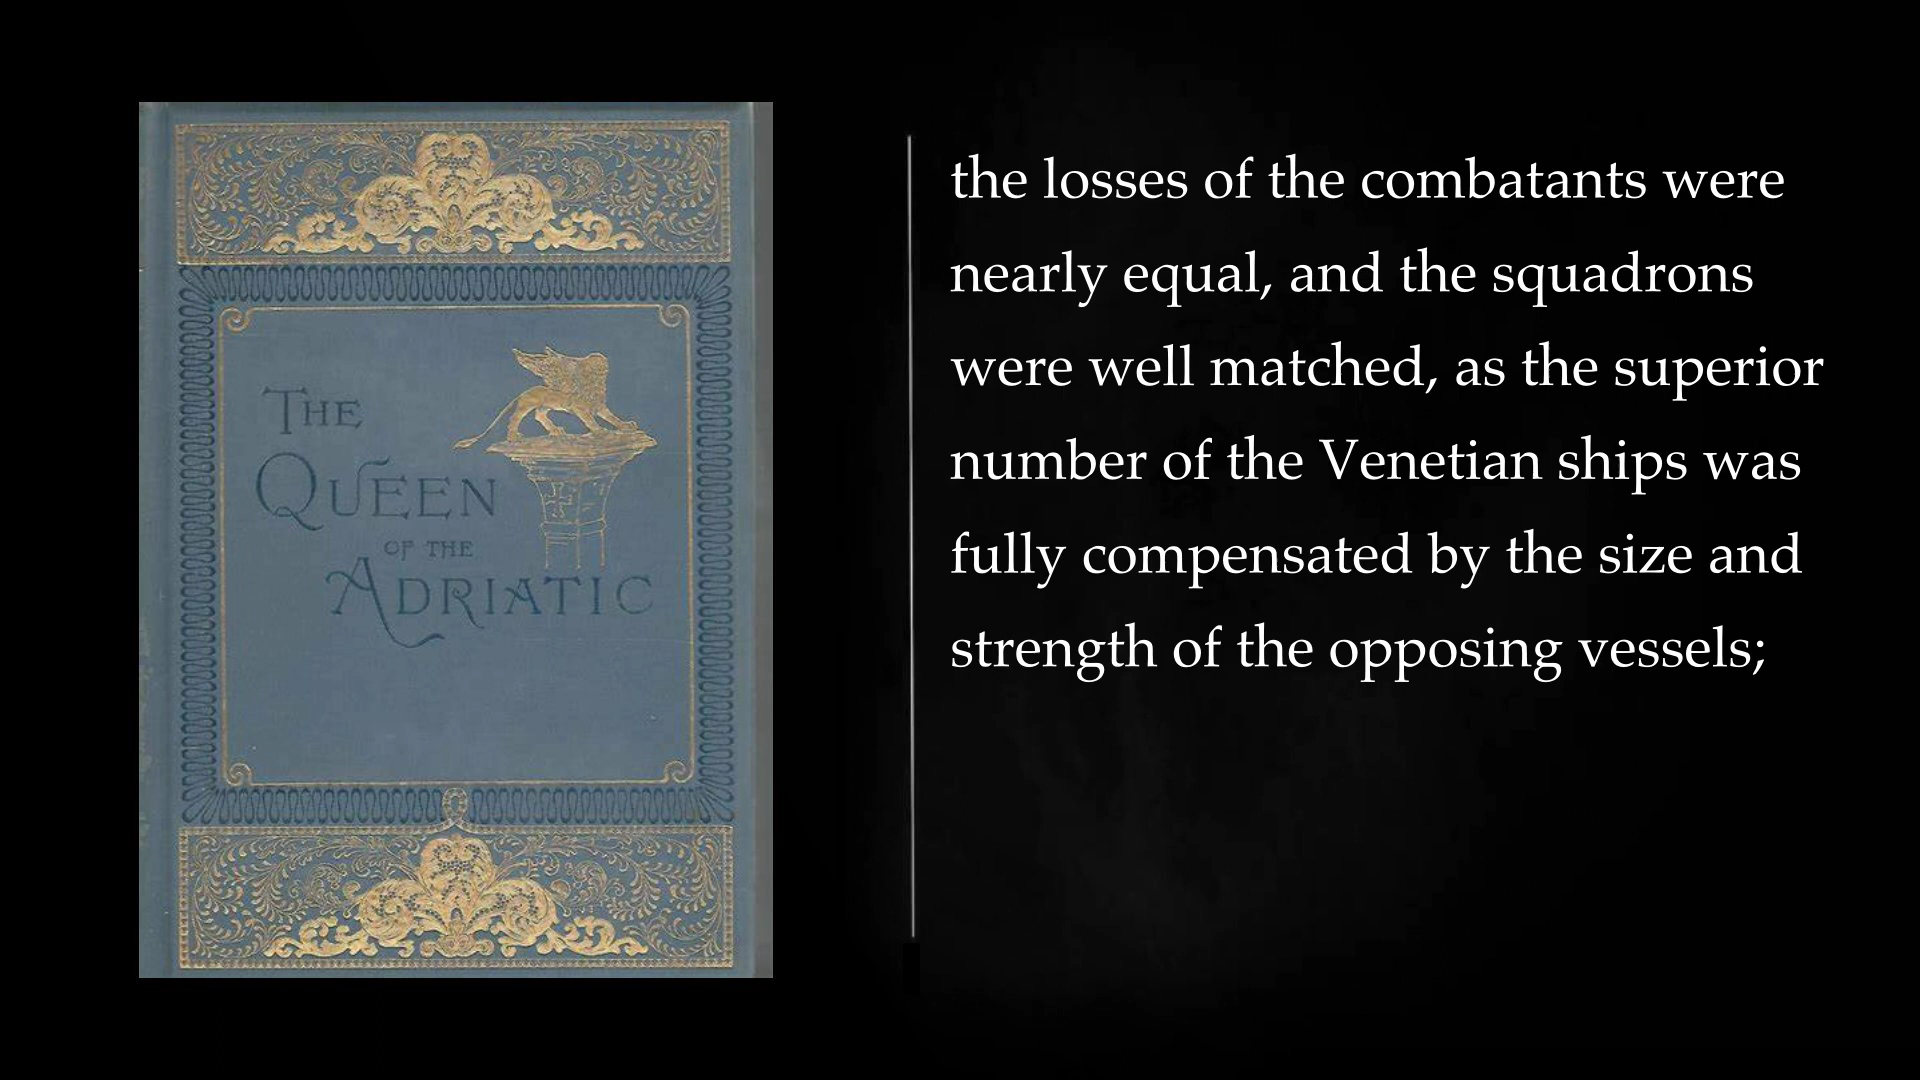 THE
QUEEN
OF THE
ADRIATIC
the losses of the combatants were
nearly equal, and the squadrons
were well matched, as the superior
number of the Venetian ships was
fully compensated by the size and
strength of the opposing vessels;